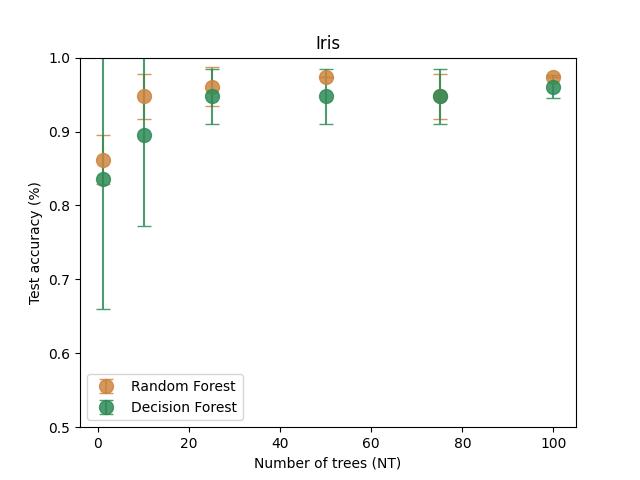 Iris
Test accuracy (%)
1.0
0.9
0.8
0.7
0.6
0.5
Random Forest
Decision Forest
0 20 40 60 80 100
Number of trees (NT)